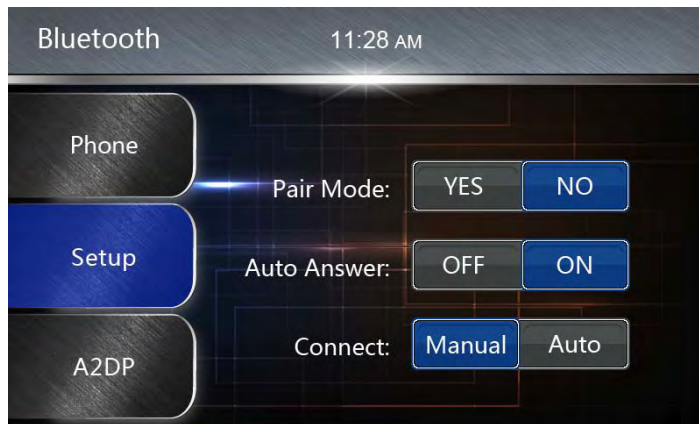 Bluetooth 11:28 AM
Phone
Pair Mode: YES NO
Setup
Auto Answer: OFF ON
Connect: Manual Auto
A2DP